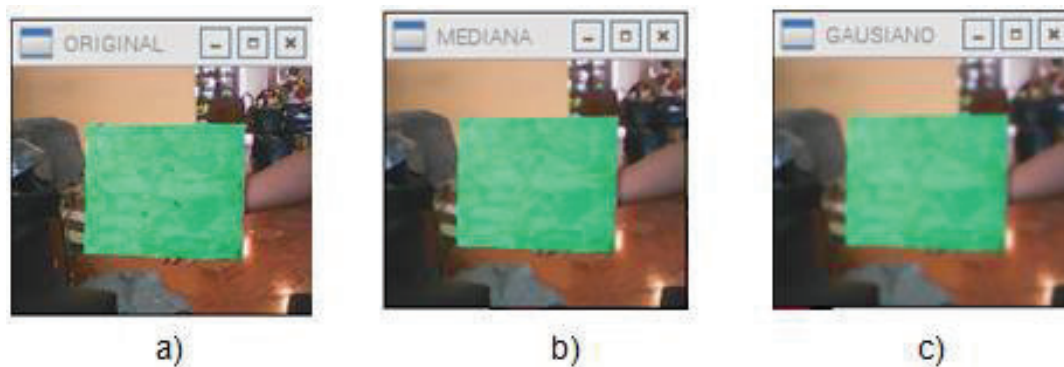 ORIGINAL
MEDIANA
GAUSIANO
a)
b)
c)